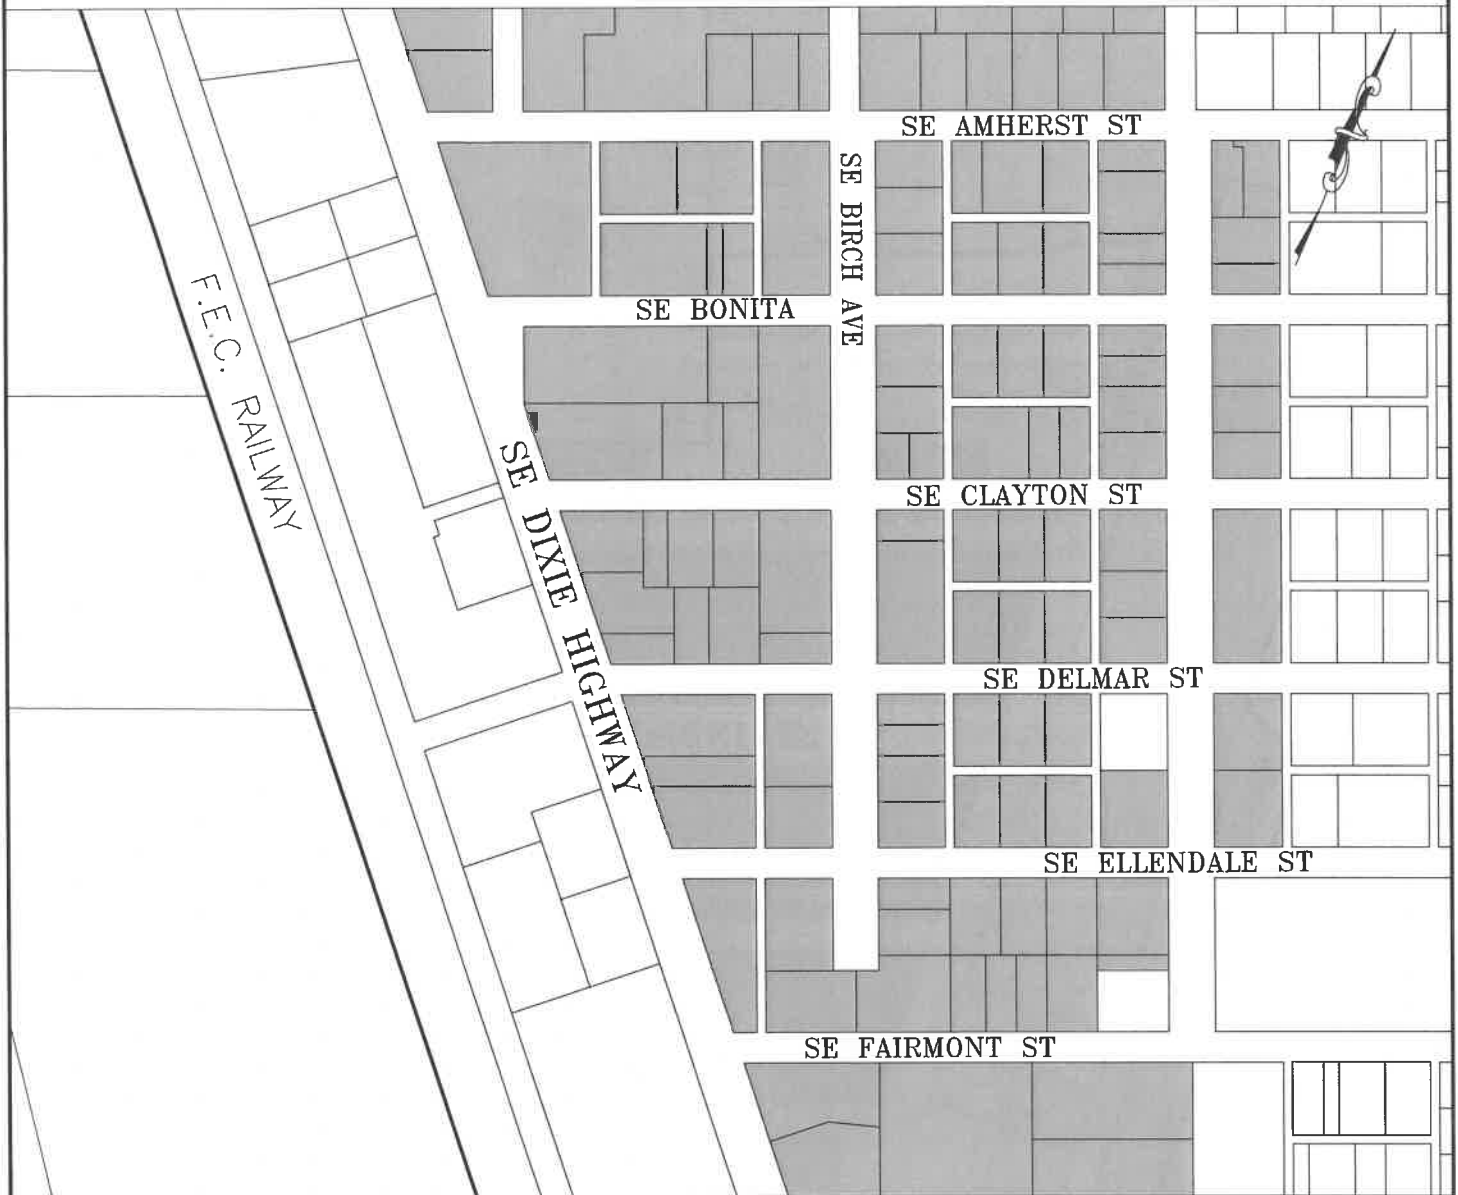 SE AMHERST ST
SE BIRCH AVE
SE BONITA
F.E.C. RAILWAY
SE CLAYTON ST
SE DIXIE HIGHWAY
SE DELMAR ST
SE ELLENDALE ST
SE FAIRMONT ST